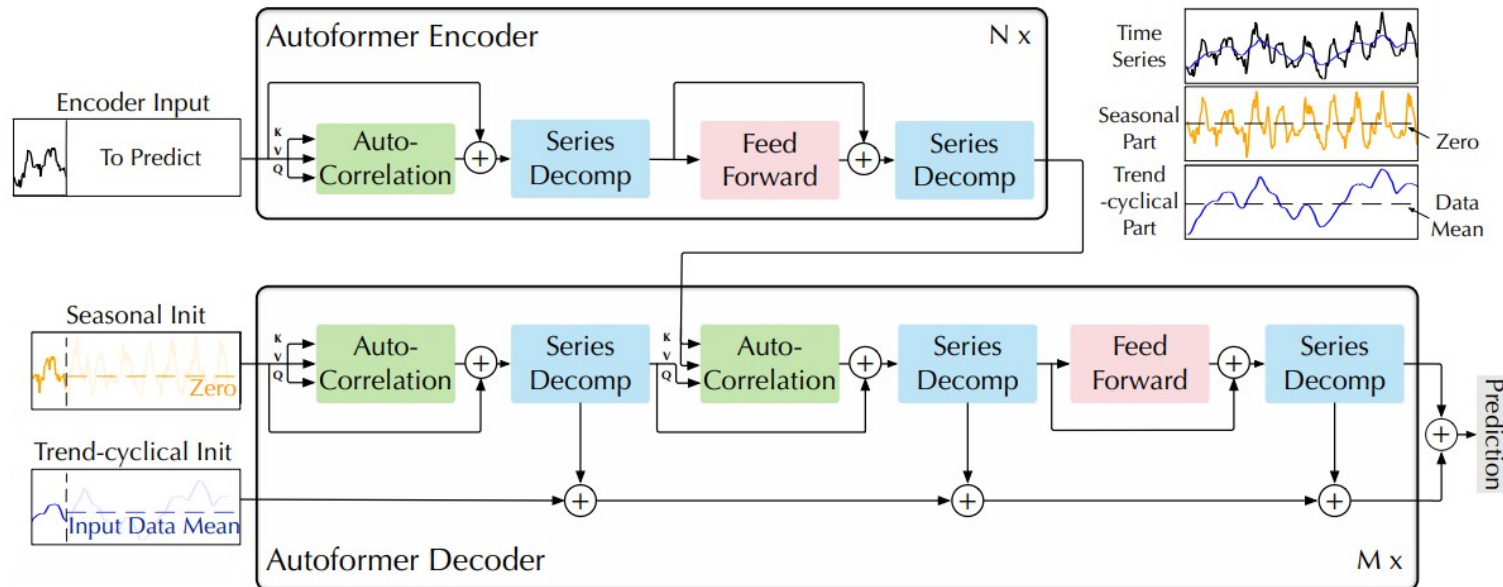 Autoformer Encoder
N x
Encoder Input
To Predict
K
V
Q
Auto-
Correlation
+
Series
Decomp
Feed
Forward
+
Series
Decomp
Time
Series
Seasonal
Part
Zero
Trend
-cyclical
Part
Data
Mean
Seasonal Init
Zero
K
V
Q
Auto-
Correlation
+
Series
Decomp
K
V
Q
Auto-
Correlation
+
Series
Decomp
Feed
Forward
+
Series
Decomp
+
Prediction
Trend-cyclical Init
Input Data Mean
+
+
+
Autoformer Decoder
M x